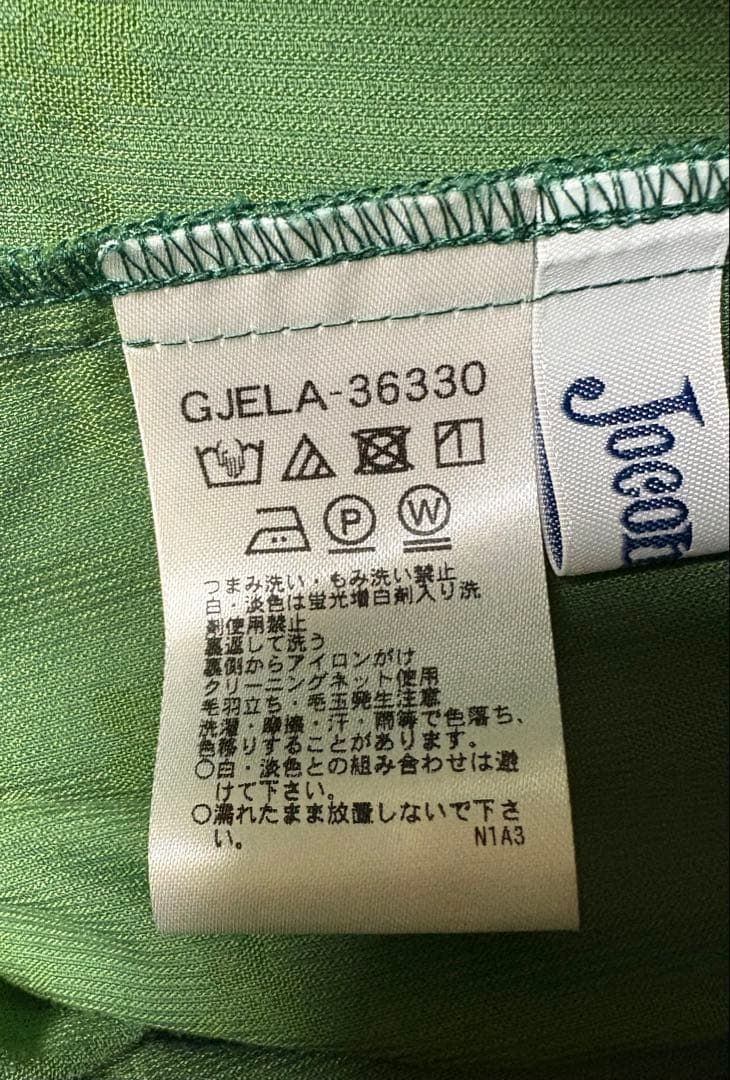 GJELA-36330
P
W
つまみ洗い・もみ洗い禁止
白・淡色は蛍光増白剤入り洗
剤使用禁止
裏返して洗う
裏側からアイロンがけ
クリーニングネット使用
毛羽立ち・毛玉発生注意
洗濯・摩擦・汗・雨等で色落ち、
色移りすることがあります。
○白・淡色との組み合わせは避
けて下さい。
○濡れたまま放置しないで下さ
い。
N1A3